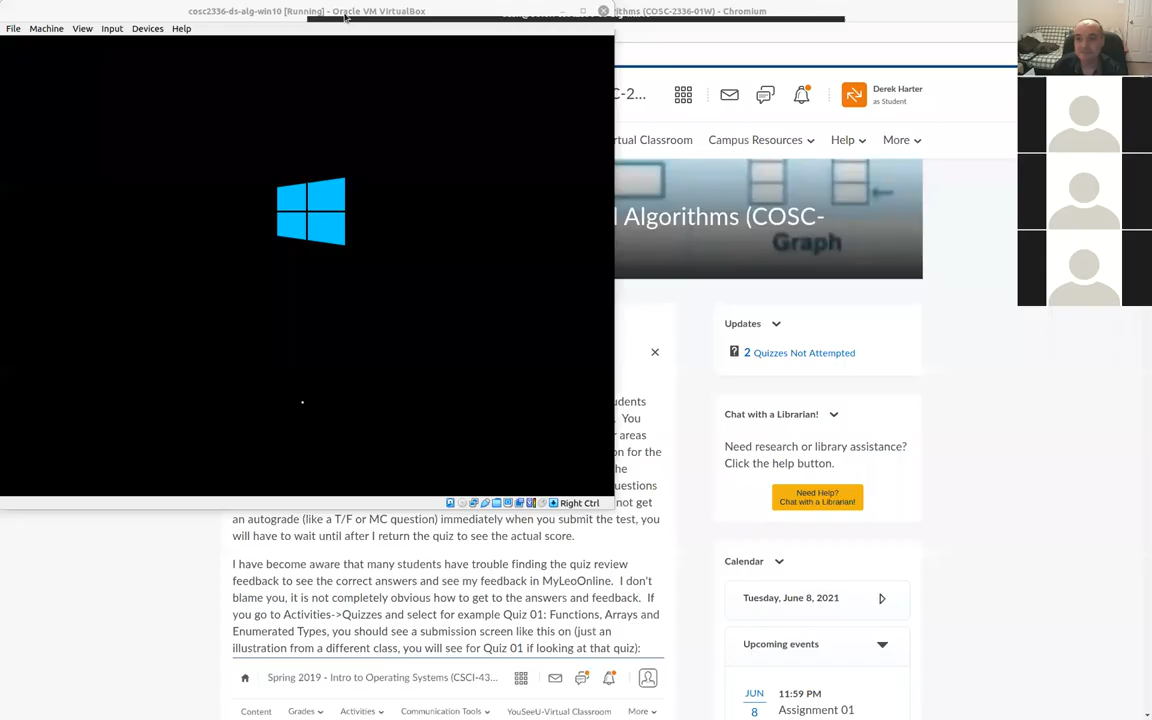 cosc2336-ds-alg-win10 [Running] - Oracle VM VirtualBox
ithms (COSC-2336-01W) - Chromium
File Machine View Input Devices Help
C-2...
Derek Harter
as Student
rtual Classroom Campus Resources Help More
l Algorithms (COSC-
Graph
Updates
2 Quizzes Not Attempted
udents
You
r areas
on for the
he
uestions
not get
Chat with a Librarian!
Need research or library assistance?
Click the help button.
Need Help?
Chat with a Librarian!
Right Ctrl
an autograde (like a T/F or MC question) immediately when you submit the test, you
will have to wait until after I return the quiz to see the actual score.
I have become aware that many students have trouble finding the quiz review
feedback to see the correct answers and see my feedback in MyLeoOnline. I don't
blame you, it is not completely obvious how to get to the answers and feedback. If
you go to Activities->Quizzes and select for example Quiz 01: Functions, Arrays and
Enumerated Types, you should see a submission screen like this on (just an
illustration from a different class, you will see for Quiz 01 if looking at that quiz):
Spring 2019 - Intro to Operating Systems (CSCI-43...
Content Grades Activities Communication Tools YouSeeU-Virtual Classroom More
Calendar
Tuesday, June 8, 2021
Upcoming events
JUN
8
11:59 PM
Assignment 01